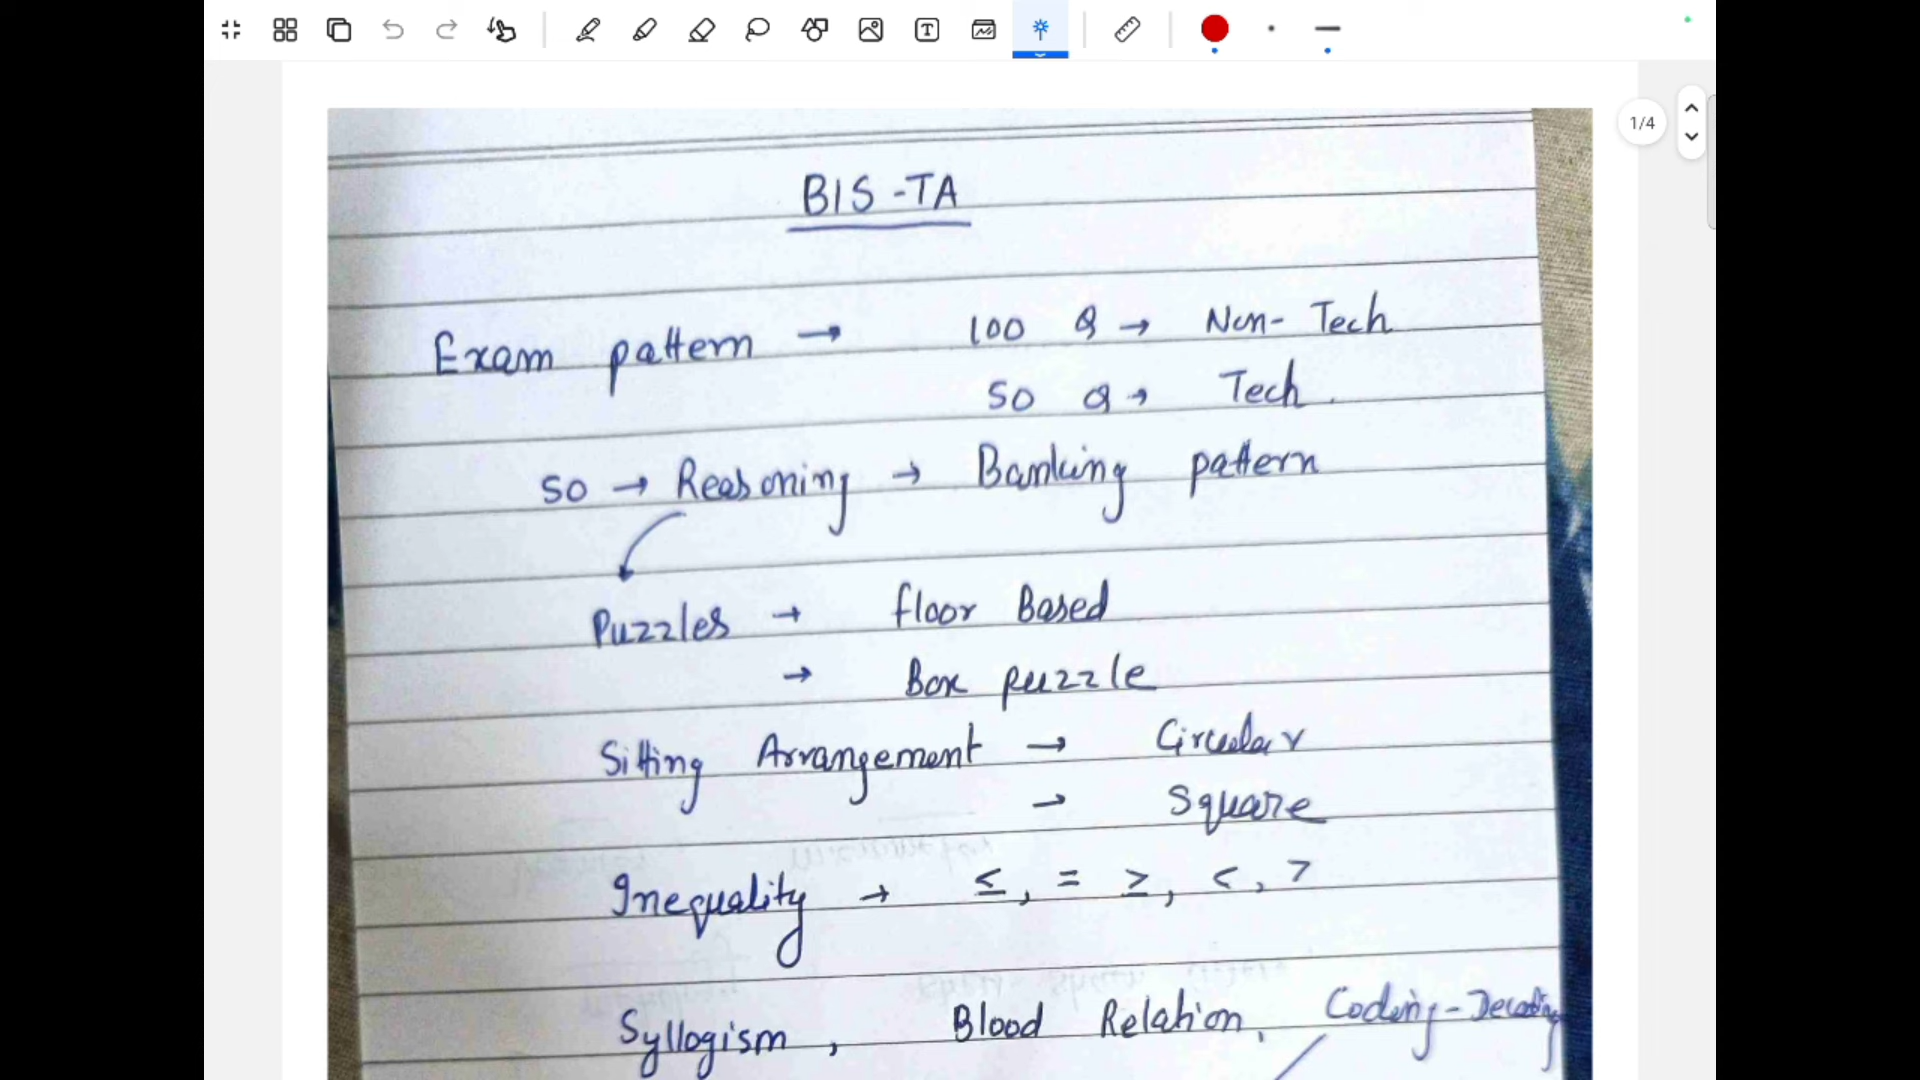 1/4
BIS-TA
Exam pattern → 100 Q → Non-Tech
50 Q → Tech.
50 → Reasoning → Banking pattern
Puzzles → floor Based
→ Box puzzle
Sitting Arrangement → Circular
→ Square
Inequality → ≤, = ≥, <, >
Syllogism, Blood Relation, Coding-Decoding